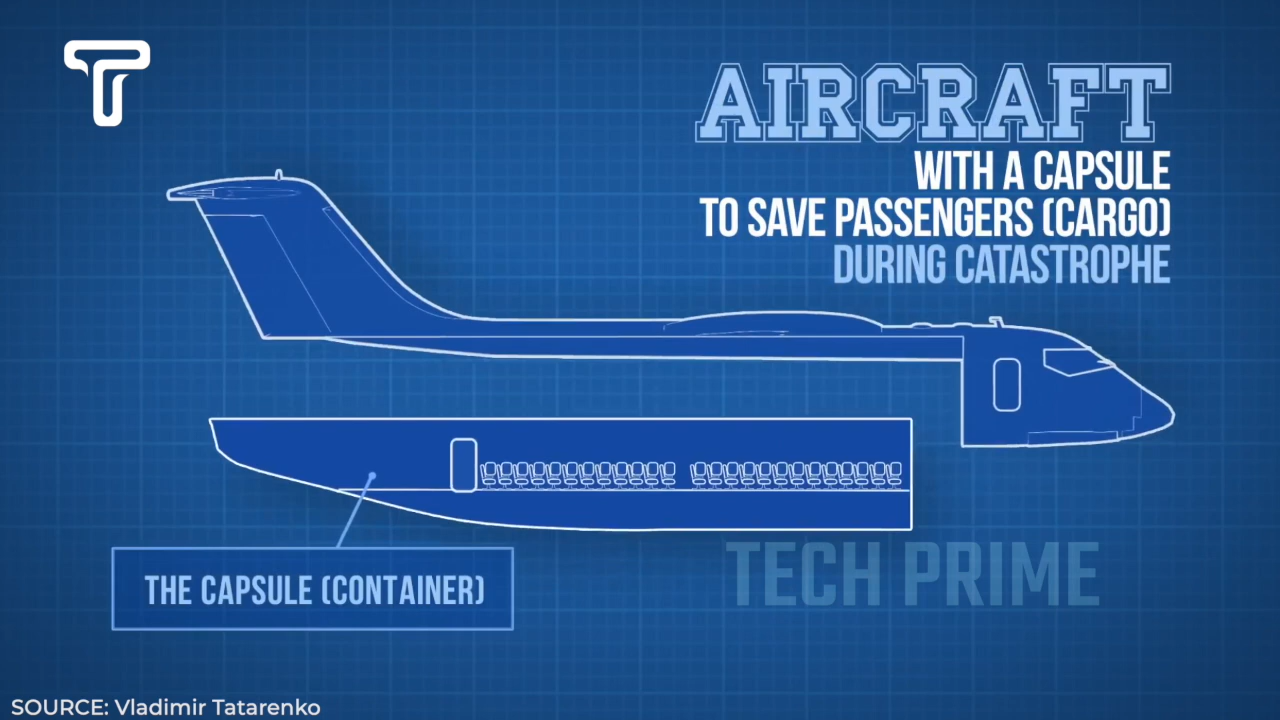 AIRCRAFT
WITH A CAPSULE
TO SAVE PASSENGERS (CARGO)
DURING CATASTROPHE
THE CAPSULE (CONTAINER)
TECH PRIME
SOURCE: Vladimir Tatarenko